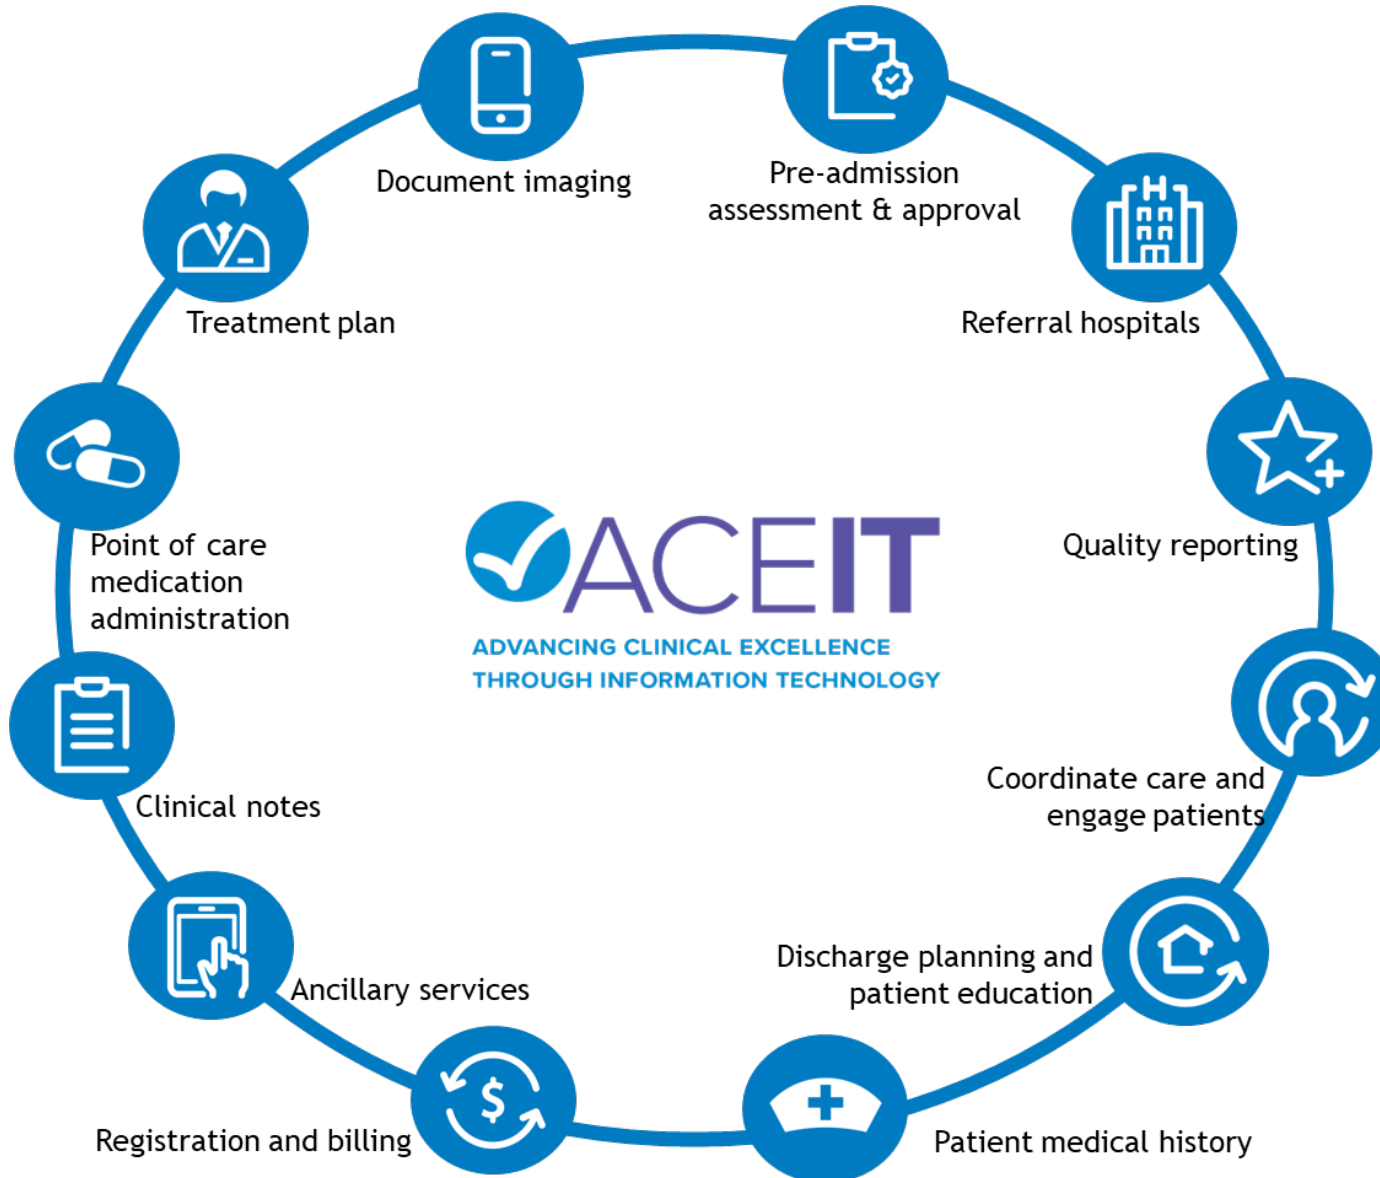 Document imaging
Pre-admission
assessment & approval
Treatment plan
Referral hospitals
Point of care
medication
administration
Quality reporting
ACEIT
ADVANCING CLINICAL EXCELLENCE
THROUGH INFORMATION TECHNOLOGY
Clinical notes
Coordinate care and
engage patients
Ancillary services
Discharge planning and
patient education
Registration and billing
Patient medical history
H
$